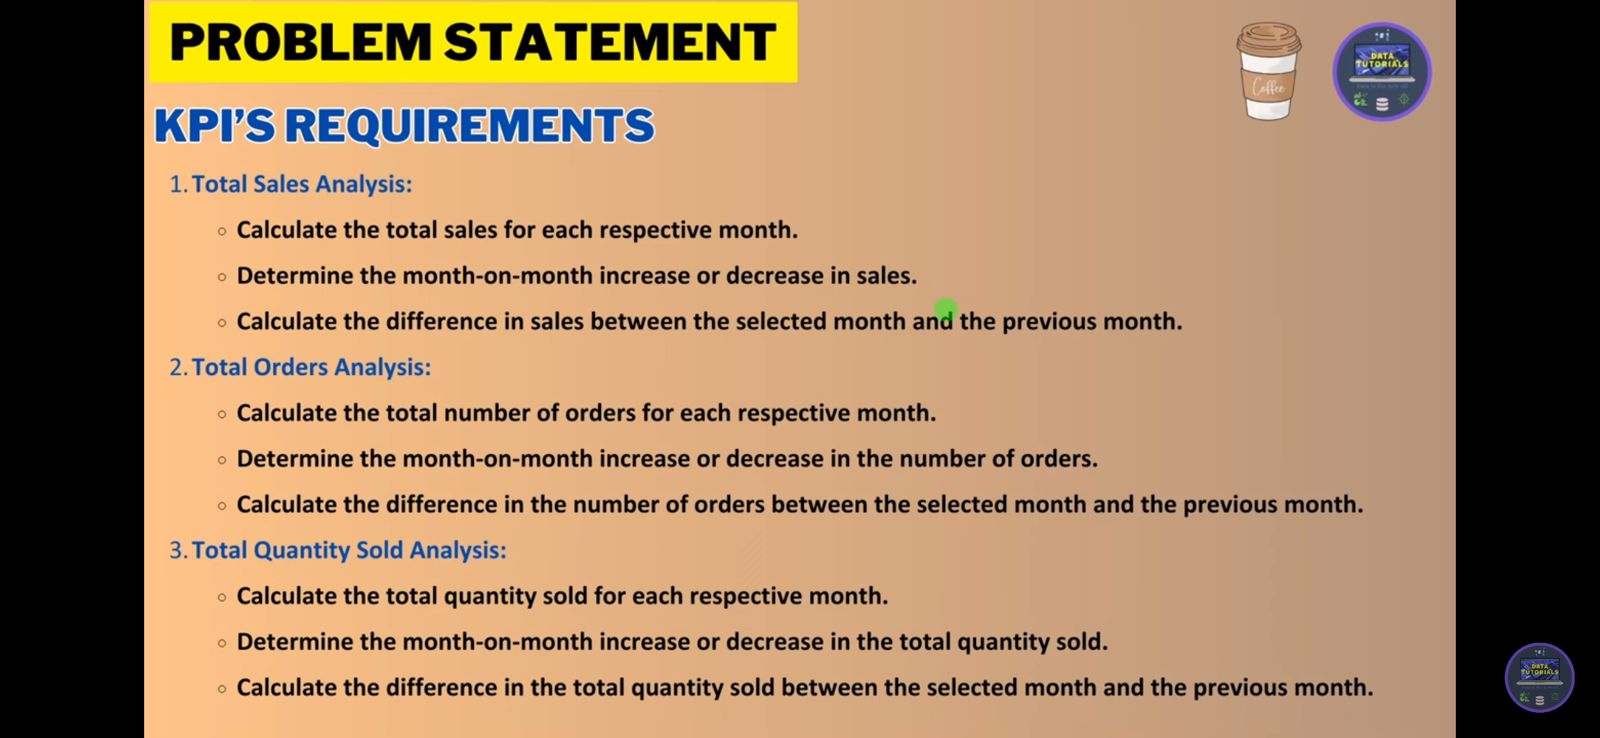 PROBLEM STATEMENT
Coffee
DATA
TUTORIALS
KPI'S REQUIREMENTS
1. Total Sales Analysis:
Calculate the total sales for each respective month.
Determine the month-on-month increase or decrease in sales.
Calculate the difference in sales between the selected month and the previous month.
2. Total Orders Analysis:
Calculate the total number of orders for each respective month.
Determine the month-on-month increase or decrease in the number of orders.
Calculate the difference in the number of orders between the selected month and the previous month.
3. Total Quantity Sold Analysis:
Calculate the total quantity sold for each respective month.
Determine the month-on-month increase or decrease in the total quantity sold.
Calculate the difference in the total quantity sold between the selected month and the previous month.
DATA
TUTORIALS